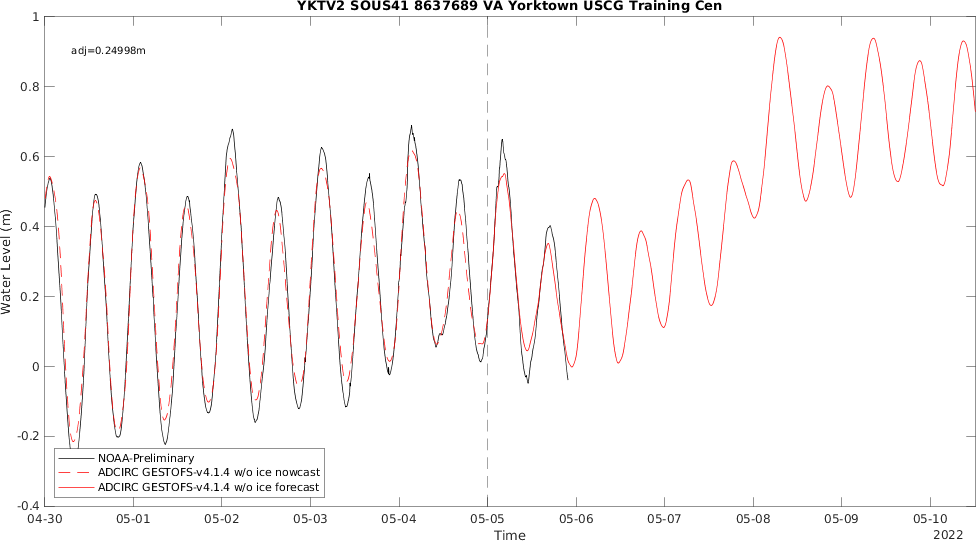 YKTV2 SOUS41 8637689 VA Yorktown USCG Training Cen
adj=0.24998m
Water Level (m)
1
0.8
0.6
0.4
0.2
0
-0.2
-0.4
NOAA-Preliminary
ADCIRC GESTOFS-v4.1.4 w/o ice nowcast
ADCIRC GESTOFS-v4.1.4 w/o ice forecast
04-30 05-01 05-02 05-03 05-04 05-05 05-06 05-07 05-08 05-09 05-10
Time
2022